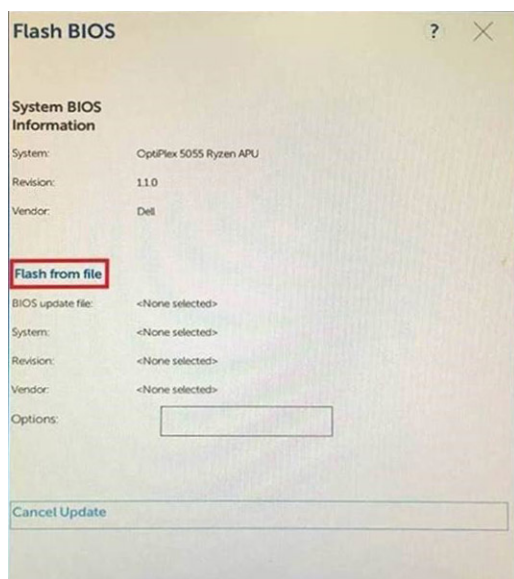 Flash BIOS ?
System BIOS
Information
System: OptiPlex 5055 Ryzen APU
Revision: 1.1.0
Vendor: Dell
Flash from file
BIOS update file: <None selected>
System: <None selected>
Revision: <None selected>
Vendor: <None selected>
Options:
Cancel Update